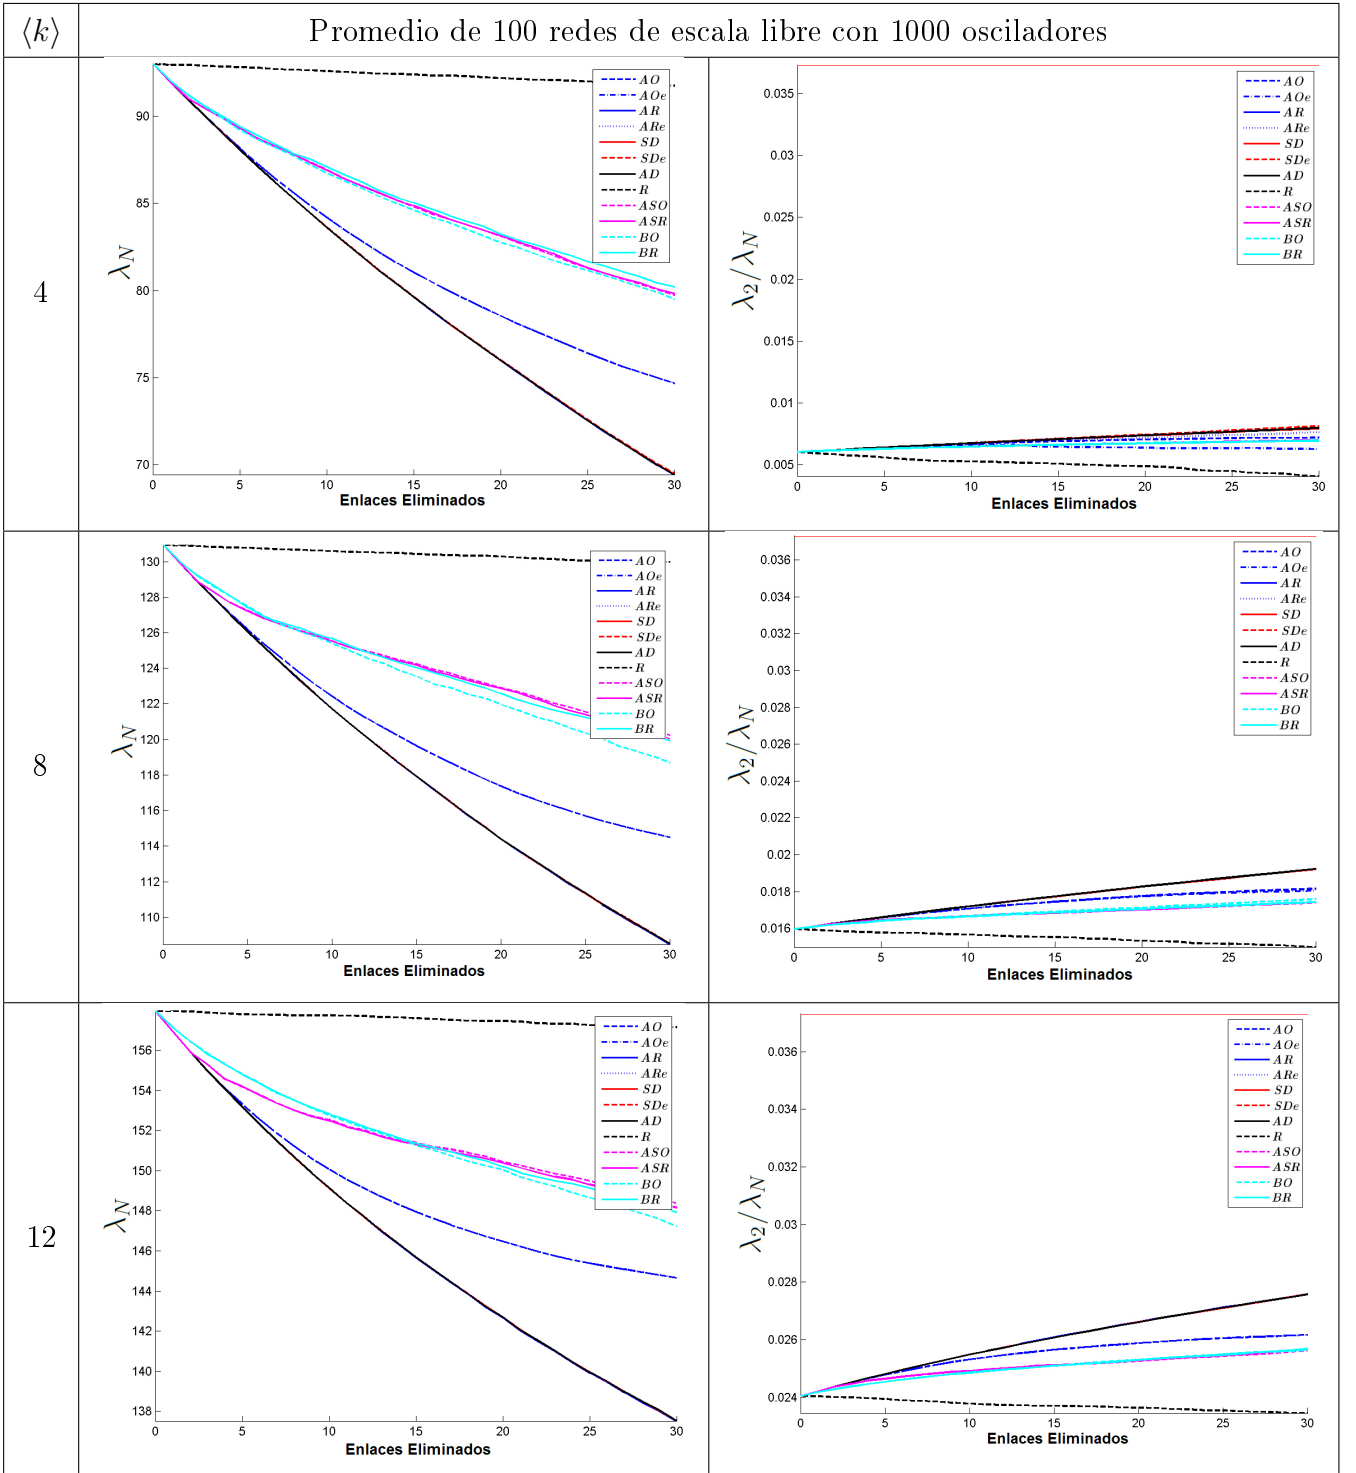 ⟨k⟩ Promedio de 100 redes de escala libre con 1000 osciladores
4
λ_N
90
85
80
75
70
0 5 10 15 20 25 30
Enlaces Eliminados
AO
AOe
AR
ARe
SD
SDe
AD
R
ASO
ASR
BO
BR
λ_2/λ_N
0.035
0.03
0.025
0.02
0.015
0.01
0.005
0 5 10 15 20 25 30
Enlaces Eliminados
AO
AOe
AR
ARe
SD
SDe
AD
R
ASO
ASR
BO
BR
8
λ_N
130
128
126
124
122
120
118
116
114
112
110
0 5 10 15 20 25 30
Enlaces Eliminados
AO
AOe
AR
ARe
SD
SDe
AD
R
ASO
ASR
BO
BR
λ_2/λ_N
0.036
0.034
0.032
0.03
0.028
0.026
0.024
0.022
0.02
0.018
0.016
0 5 10 15 20 25 30
Enlaces Eliminados
AO
AOe
AR
ARe
SD
SDe
AD
R
ASO
ASR
BO
BR
12
λ_N
156
154
152
150
148
146
144
142
140
138
0 5 10 15 20 25 30
Enlaces Eliminados
AO
AOe
AR
ARe
SD
SDe
AD
R
ASO
ASR
BO
BR
λ_2/λ_N
0.036
0.034
0.032
0.03
0.028
0.026
0.024
0 5 10 15 20 25 30
Enlaces Eliminados
AO
AOe
AR
ARe
SD
SDe
AD
R
ASO
ASR
BO
BR